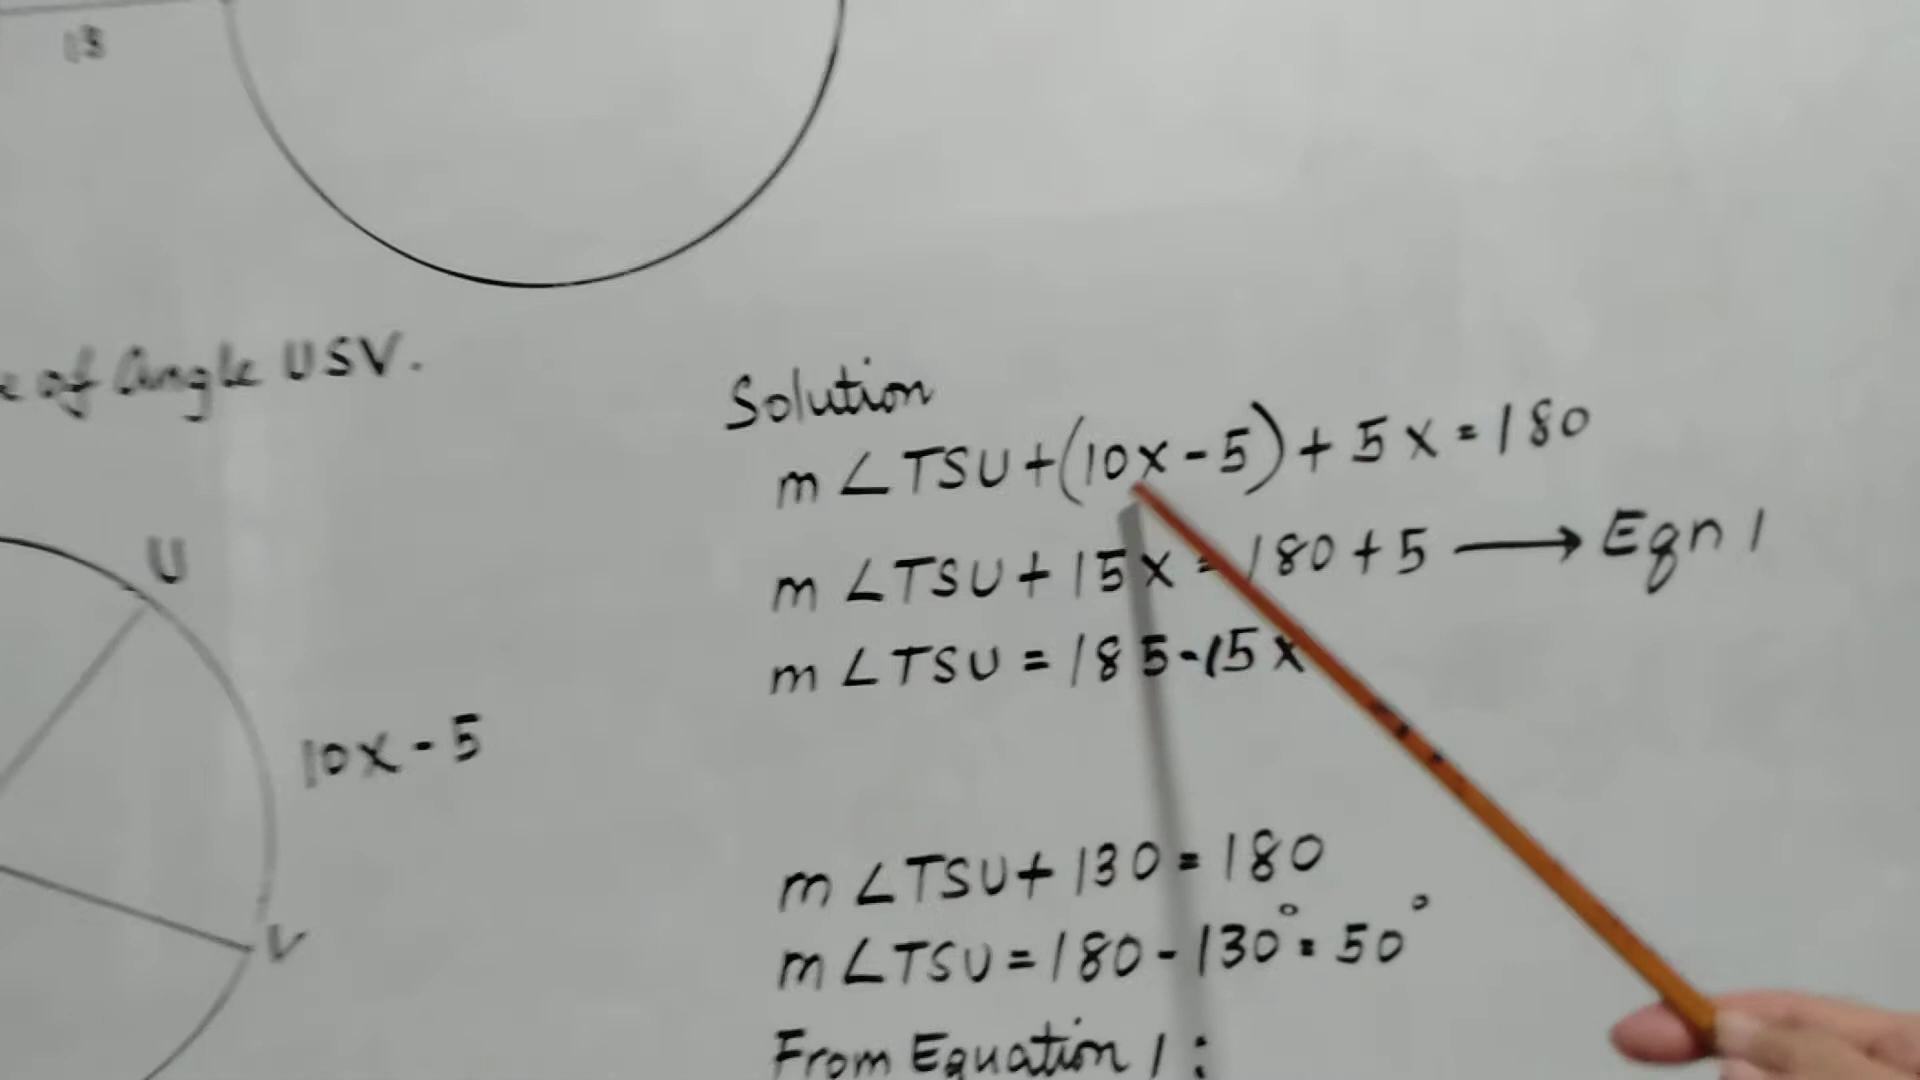 18
of Angle USV.
Solution
m∠TSU+(10x-5)+5x=180
m∠TSU+15x=180+5⟶Eqn 1
m∠TSU=185-15x
U
10x-5
V
m∠TSU+130=180
m∠TSU=180-130°=50°
From Equation 1: